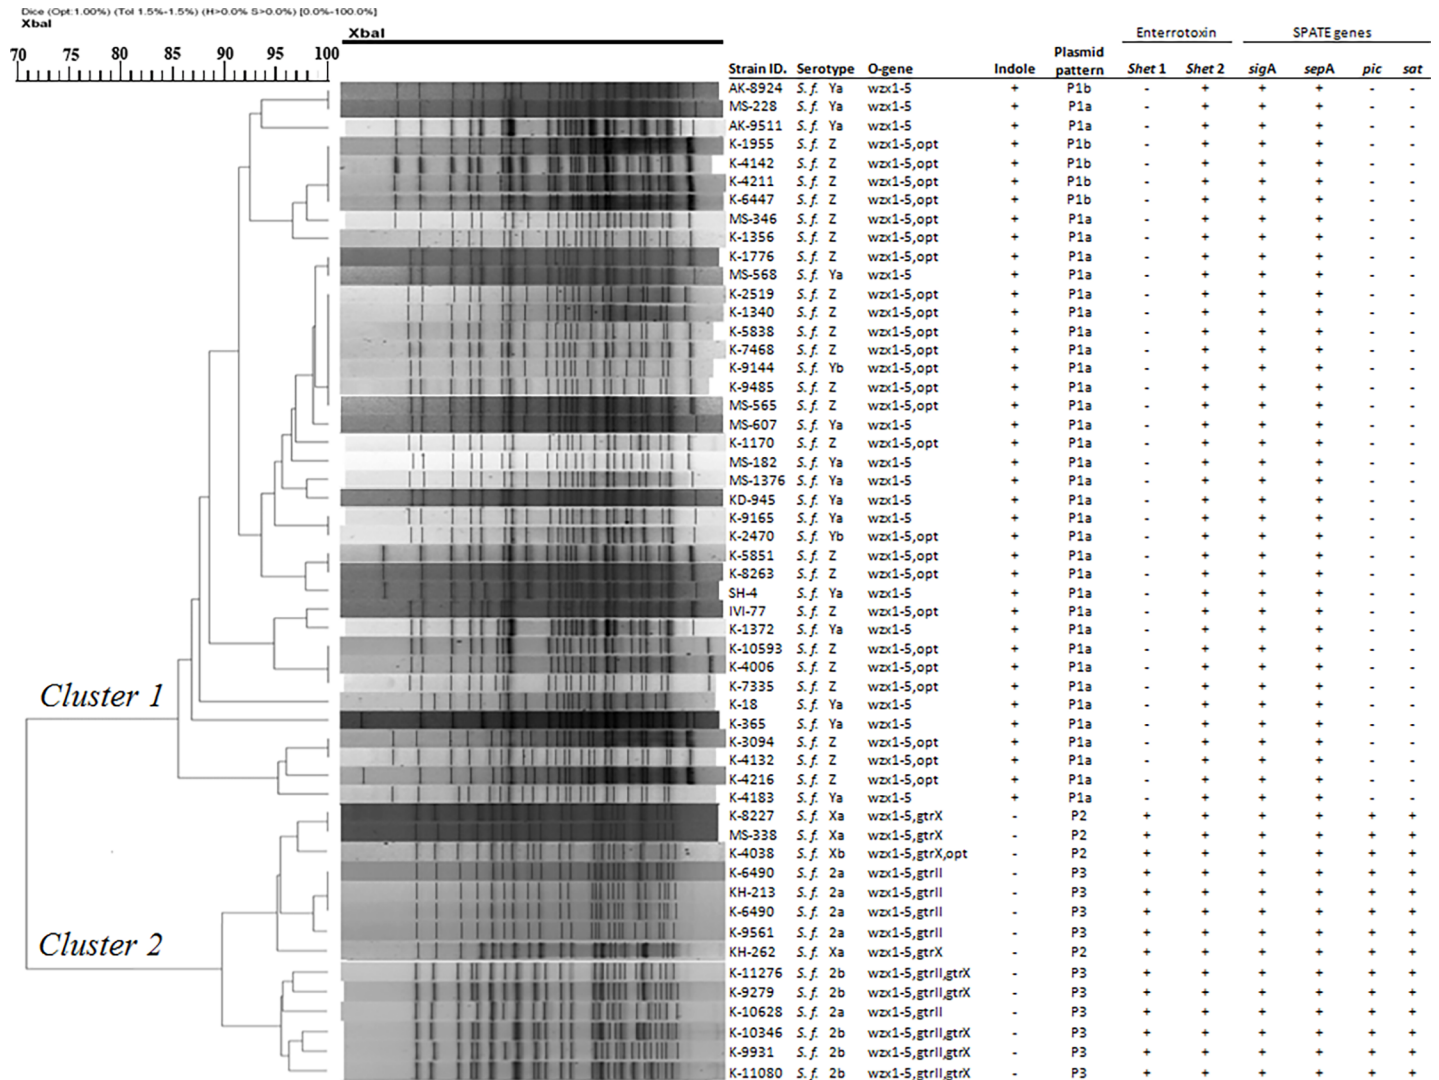 Dice (Opt:1.00%) (Tol 1.5%-1.5%) (H>0.0% S>0.0%) [0.0%-100.0%]
XbaI
XbaI
70 75 80 85 90 95 100
Enterrotoxin SPATE genes
Strain ID. Serotype O-gene Indole Plasmid pattern Shet 1 Shet 2 sigA sepA pic sat
AK-8924 S.f. Ya wzx1-5 + P1b - + + + - -
MS-228 S.f. Ya wzx1-5 + P1a - + + + - -
AK-9511 S.f. Ya wzx1-5 + P1a - + + + - -
K-1955 S.f. Z wzx1-5,opt + P1b - + + + - -
K-4142 S.f. Z wzx1-5,opt + P1b - + + + - -
K-4211 S.f. Z wzx1-5,opt + P1b - + + + - -
K-6447 S.f. Z wzx1-5,opt + P1b - + + + - -
MS-346 S.f. Z wzx1-5,opt + P1a - + + + - -
K-1356 S.f. Z wzx1-5,opt + P1a - + + + - -
K-1776 S.f. Z wzx1-5,opt + P1a - + + + - -
MS-568 S.f. Ya wzx1-5 + P1a - + + + - -
K-2519 S.f. Z wzx1-5,opt + P1a - + + + - -
K-1340 S.f. Z wzx1-5,opt + P1a - + + + - -
K-5838 S.f. Z wzx1-5,opt + P1a - + + + - -
K-7468 S.f. Z wzx1-5,opt + P1a - + + + - -
K-9144 S.f. Yb wzx1-5,opt + P1a - + + + - -
K-9485 S.f. Z wzx1-5,opt + P1a - + + + - -
MS-565 S.f. Z wzx1-5,opt + P1a - + + + - -
MS-607 S.f. Ya wzx1-5 + P1a - + + + - -
K-1170 S.f. Z wzx1-5,opt + P1a - + + + - -
MS-182 S.f. Ya wzx1-5 + P1a - + + + - -
MS-1376 S.f. Ya wzx1-5 + P1a - + + + - -
KD-945 S.f. Ya wzx1-5 + P1a - + + + - -
K-9165 S.f. Ya wzx1-5 + P1a - + + + - -
K-2470 S.f. Yb wzx1-5,opt + P1a - + + + - -
K-5851 S.f. Z wzx1-5,opt + P1a - + + + - -
K-8263 S.f. Z wzx1-5,opt + P1a - + + + - -
SH-4 S.f. Ya wzx1-5 + P1a - + + + - -
IVI-77 S.f. Z wzx1-5,opt + P1a - + + + - -
K-1372 S.f. Ya wzx1-5 + P1a - + + + - -
K-10593 S.f. Z wzx1-5,opt + P1a - + + + - -
K-4006 S.f. Z wzx1-5,opt + P1a - + + + - -
K-7335 S.f. Z wzx1-5,opt + P1a - + + + - -
Cluster 1
K-18 S.f. Ya wzx1-5 + P1a - + + + - -
K-365 S.f. Ya wzx1-5 + P1a - + + + - -
K-3094 S.f. Z wzx1-5,opt + P1a - + + + - -
K-4132 S.f. Z wzx1-5,opt + P1a - + + + - -
K-4216 S.f. Z wzx1-5,opt + P1a - + + + - -
K-4183 S.f. Ya wzx1-5 + P1a - + + + - -
K-8227 S.f. Xa wzx1-5,gtrX - P2 + + + + + +
MS-338 S.f. Xa wzx1-5,gtrX - P2 + + + + + +
K-4038 S.f. Xb wzx1-5,gtrX,opt - P2 + + + + + +
K-6490 S.f. 2a wzx1-5,gtrII - P3 + + + + + +
KH-213 S.f. 2a wzx1-5,gtrII - P3 + + + + + +
K-6490 S.f. 2a wzx1-5,gtrII - P3 + + + + + +
K-9561 S.f. 2a wzx1-5,gtrII - P3 + + + + + +
Cluster 2
KH-262 S.f. Xa wzx1-5,gtrX - P2 + + + + + +
K-11276 S.f. 2b wzx1-5,gtrII,gtrX - P3 + + + + + +
K-9279 S.f. 2b wzx1-5,gtrII,gtrX - P3 + + + + + +
K-10628 S.f. 2a wzx1-5,gtrII - P3 + + + + + +
K-10346 S.f. 2b wzx1-5,gtrII,gtrX - P3 + + + + + +
K-9931 S.f. 2b wzx1-5,gtrII,gtrX - P3 + + + + + +
K-11080 S.f. 2b wzx1-5,gtrII,gtrX - P3 + + + + + +